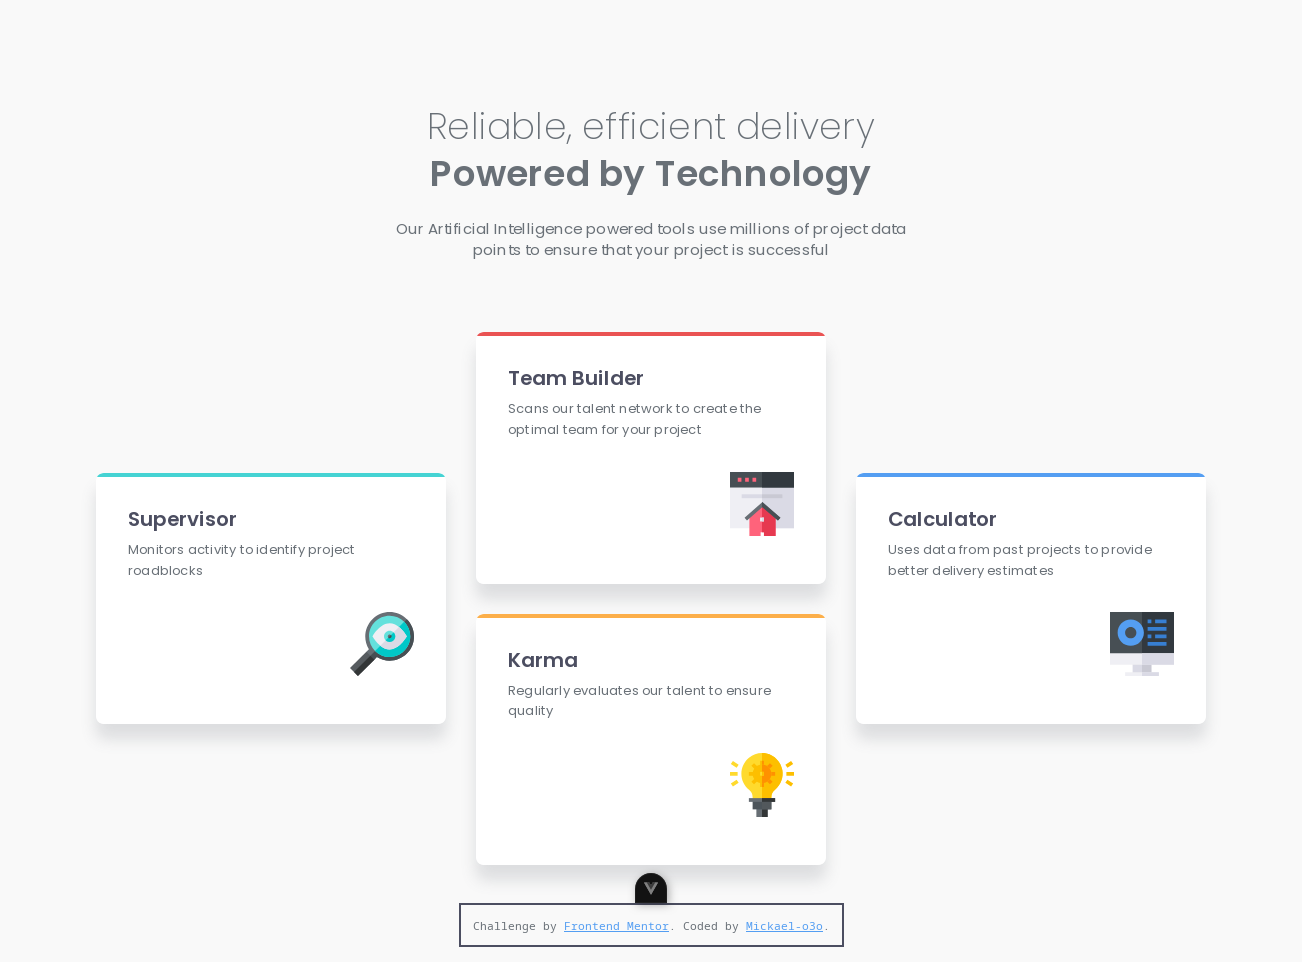 Reliable, efficient delivery
Powered by Technology
Our Artificial Intelligence powered tools use millions of project data
points to ensure that your project is successful
Team Builder
Scans our talent network to create the
optimal team for your project
Supervisor
Monitors activity to identify project
roadblocks
Calculator
Uses data from past projects to provide
better delivery estimates
Karma
Regularly evaluates our talent to ensure
quality
Challenge by Frontend Mentor. Coded by Mickael-o3o.